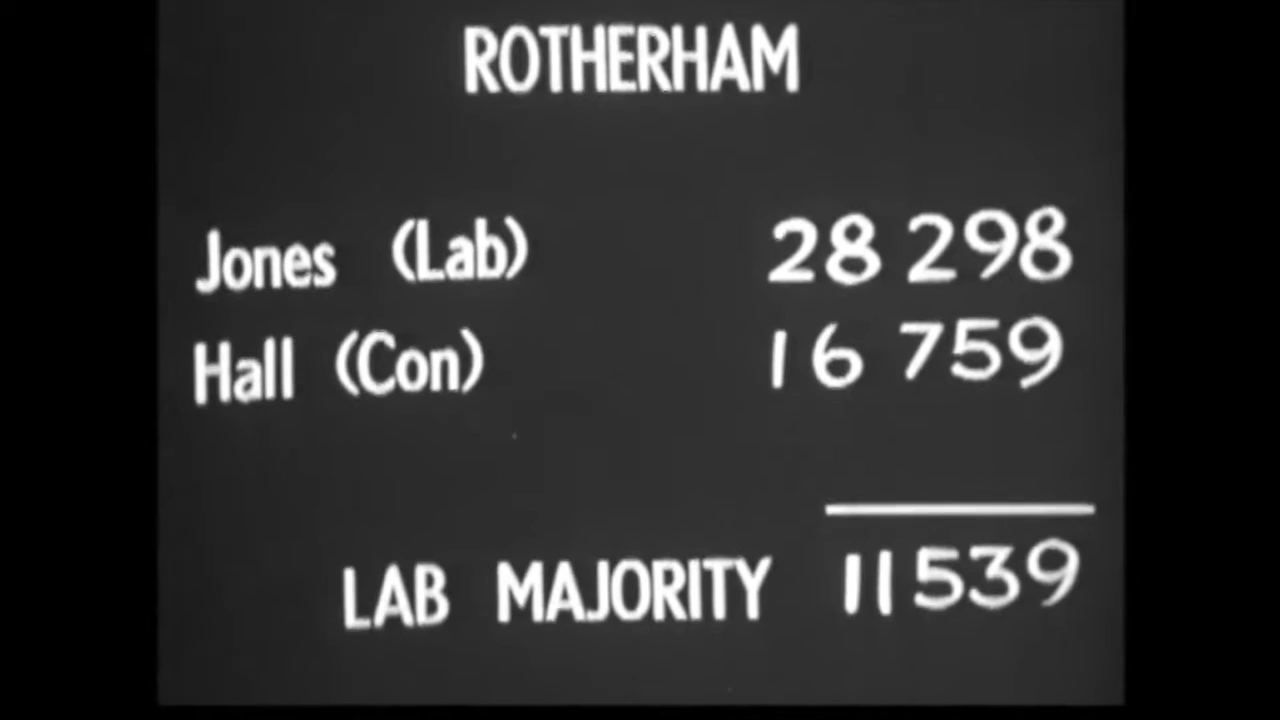 ROTHERHAM
Jones (Lab) 28 298
Hall (Con) 16 759
LAB MAJORITY 11539